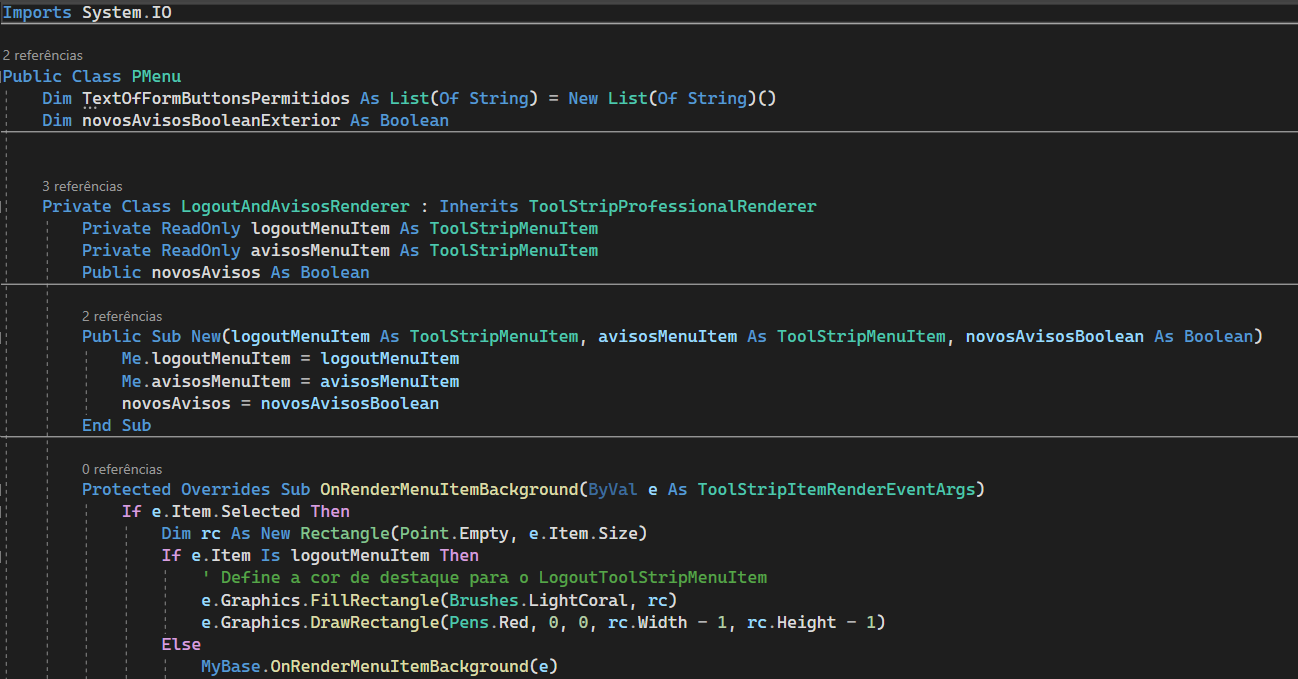 Imports System.IO
2 referências
Public Class PMenu
Dim TextOfFormButtonsPermitidos As List(Of String) = New List(Of String)()
Dim novosAvisosBooleanExterior As Boolean
3 referências
Private Class LogoutAndAvisosRenderer : Inherits ToolStripProfessionalRenderer
Private ReadOnly logoutMenuItem As ToolStripMenuItem
Private ReadOnly avisosMenuItem As ToolStripMenuItem
Public novosAvisos As Boolean
2 referências
Public Sub New(logoutMenuItem As ToolStripMenuItem, avisosMenuItem As ToolStripMenuItem, novosAvisosBoolean As Boolean)
Me.logoutMenuItem = logoutMenuItem
Me.avisosMenuItem = avisosMenuItem
novosAvisos = novosAvisosBoolean
End Sub
0 referências
Protected Overrides Sub OnRenderMenuItemBackground(ByVal e As ToolStripItemRenderEventArgs)
If e.Item.Selected Then
Dim rc As New Rectangle(Point.Empty, e.Item.Size)
If e.Item Is logoutMenuItem Then
' Define a cor de destaque para o LogoutToolStripMenuItem
e.Graphics.FillRectangle(Brushes.LightCoral, rc)
e.Graphics.DrawRectangle(Pens.Red, 0, 0, rc.Width - 1, rc.Height - 1)
Else
MyBase.OnRenderMenuItemBackground(e)